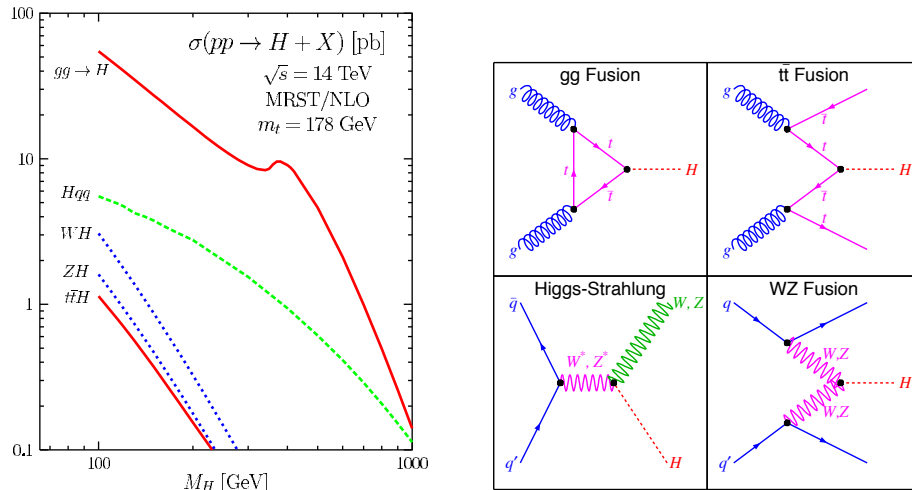 100
σ(pp → H + X) [pb]
gg → H
√s = 14 TeV
MRST/NLO
m_t = 178 GeV
10
Hqq
WH
ZH
tt̄H
1
0.1
100
1000
M_H [GeV]
gg Fusion
g
t
t
t̄
H
g
tt̄ Fusion
g
t̄
t
H
t̄
t
g
Higgs-Strahlung
q̄
W, Z
W*, Z*
q'
H
WZ Fusion
q
W,Z
H
W,Z
q'